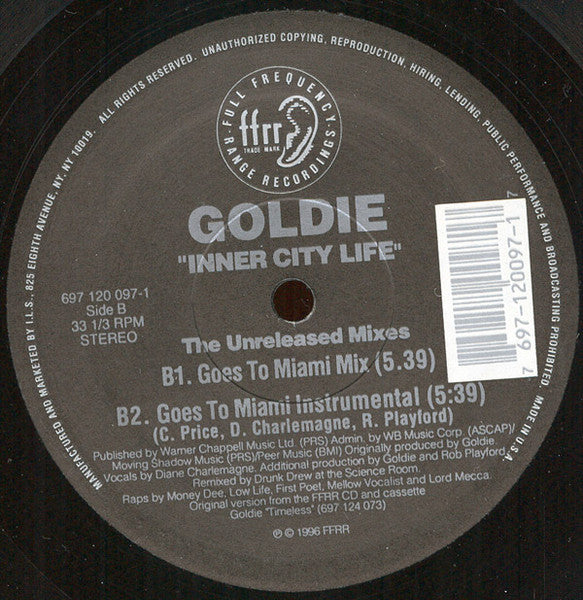 MANUFACTURED AND MARKETED BY I.L.S., 825 EIGHTH AVENUE, NY, NY 10019. ALL RIGHTS RESERVED. UNAUTHORIZED COPYING, REPRODUCTION, HIRING, LENDING, PUBLIC PERFORMANCE AND BROADCASTING PROHIBITED. MADE IN U.S.A.
· FULL FREQUENCY ·
RANGE RECORDINGS
ffrr
TRADE MARK
GOLDIE
"INNER CITY LIFE"
697 120 097-1
Side B
33 1/3 RPM
STEREO
7 697-120097-1 7
The Unreleased Mixes
B1. Goes To Miami Mix (5.39)
B2. Goes To Miami Instrumental (5:39)
(C. Price, D. Charlemagne, R. Playford)
Published by Warner Chappell Music Ltd. (PRS) Admin. by WB Music Corp. (ASCAP)/
Moving Shadow Music (PRS)/Peer Music (BMI) Originally produced by Goldie.
Vocals by Diane Charlemagne. Additional production by Goldie and Rob Playford.
Remixed by Drunk Drew at the Science Room.
Raps by Money Dee, Low Life, First Poet, Mellow Vocalist and Lord Mecca.
Original version from the FFRR CD and cassette
Goldie "Timeless" (697 124 073)
℗ © 1996 FFRR